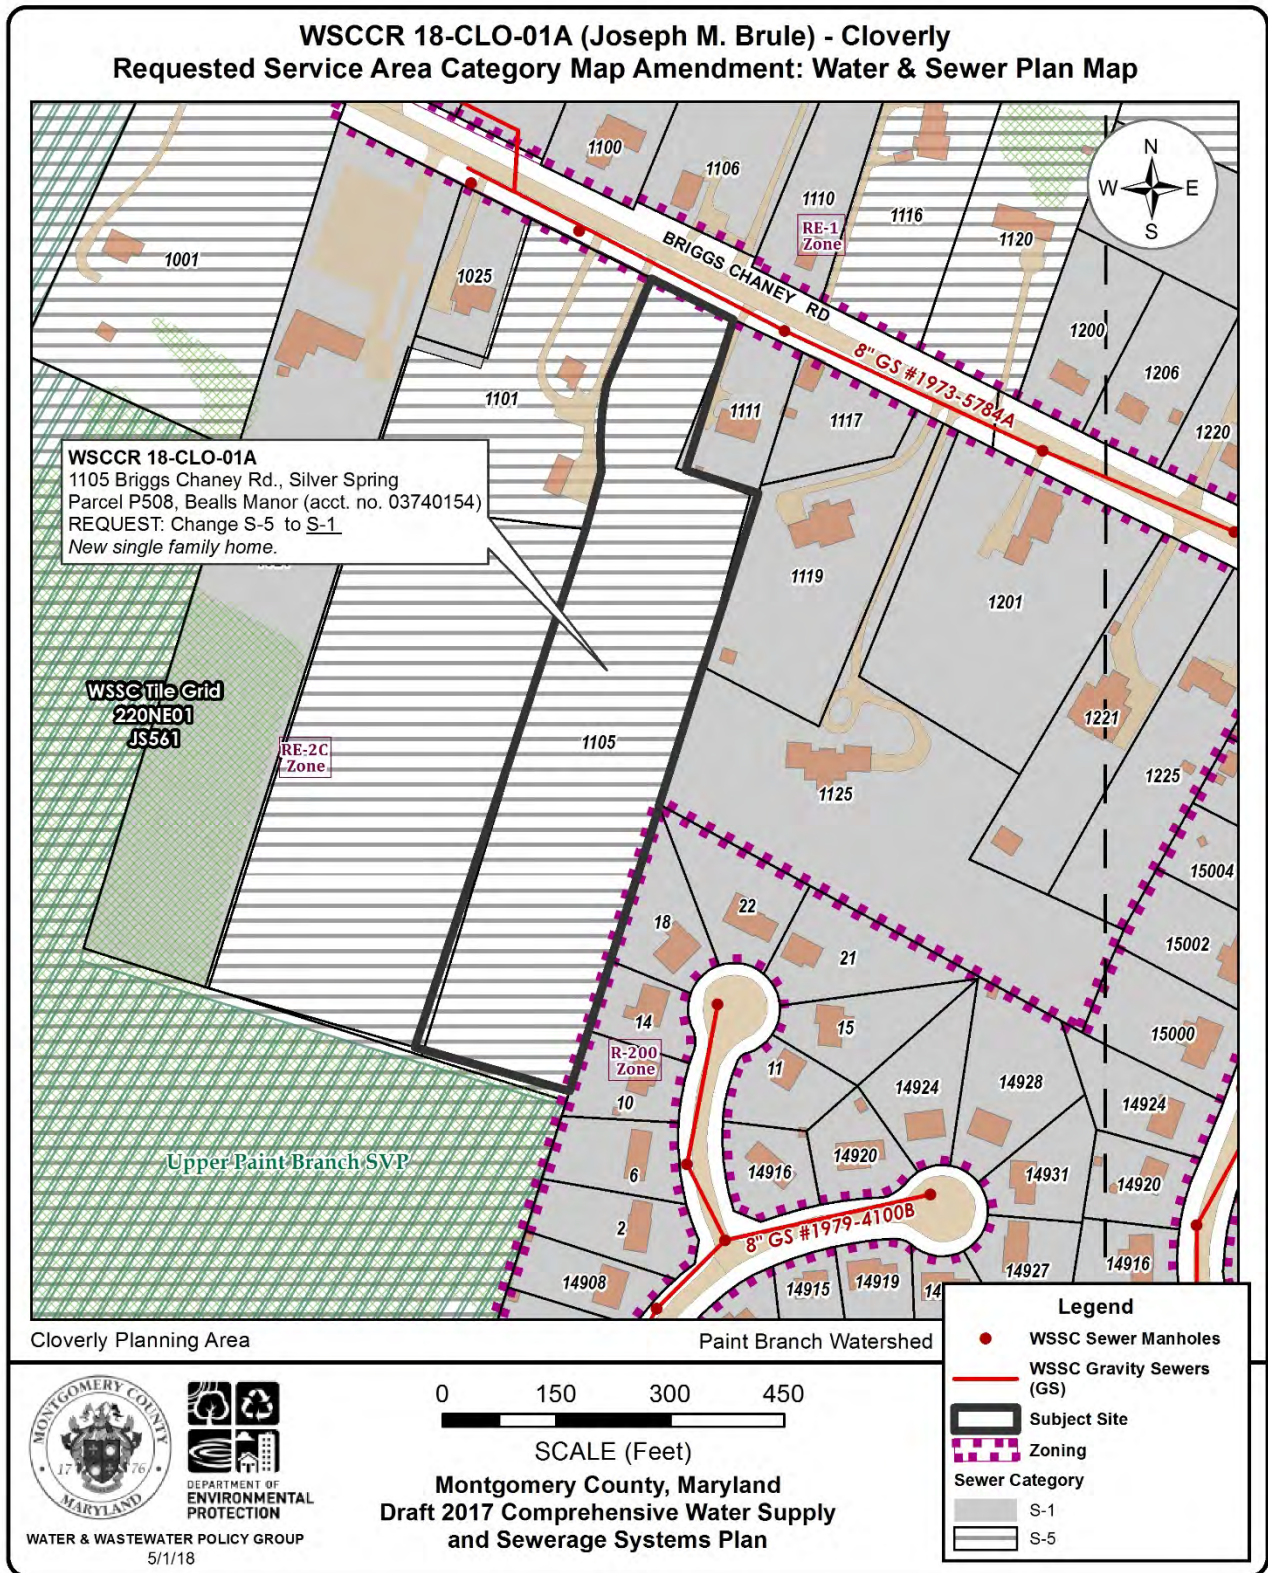 WSCCR 18-CLO-01A (Joseph M. Brule) - Cloverly
Requested Service Area Category Map Amendment: Water & Sewer Plan Map
N
W E
S
1100
1106
1110
RE-1
Zone
1116
1120
1001
1025
BRIGGS CHANEY RD
1200
1206
1220
8" GS #1973-5784A
1101
1111
1117
WSCCR 18-CLO-01A
1105 Briggs Chaney Rd., Silver Spring
Parcel P508, Bealls Manor (acct. no. 03740154)
REQUEST: Change S-5 to S-1
New single family home.
1119
1201
WSSC Tile Grid
220NE01
JS561
RE-2C
Zone
1105
1221
1125
1225
15004
22
18
21
15002
14
15
15000
R-200
Zone
11
10
14924
14928
14924
Upper Paint Branch SVP
6
14916
14920
14931
14920
2
8" GS #1979-4100B
14908
14915
14919
14927
14916
Cloverly Planning Area
Paint Branch Watershed
Legend
WSSC Sewer Manholes
WSSC Gravity Sewers
(GS)
Subject Site
Zoning
Sewer Category
S-1
S-5
MONTGOMERY COUNTY
17 76
MARYLAND
DEPARTMENT OF
ENVIRONMENTAL
PROTECTION
WATER & WASTEWATER POLICY GROUP
5/1/18
0 150 300 450
SCALE (Feet)
Montgomery County, Maryland
Draft 2017 Comprehensive Water Supply
and Sewerage Systems Plan